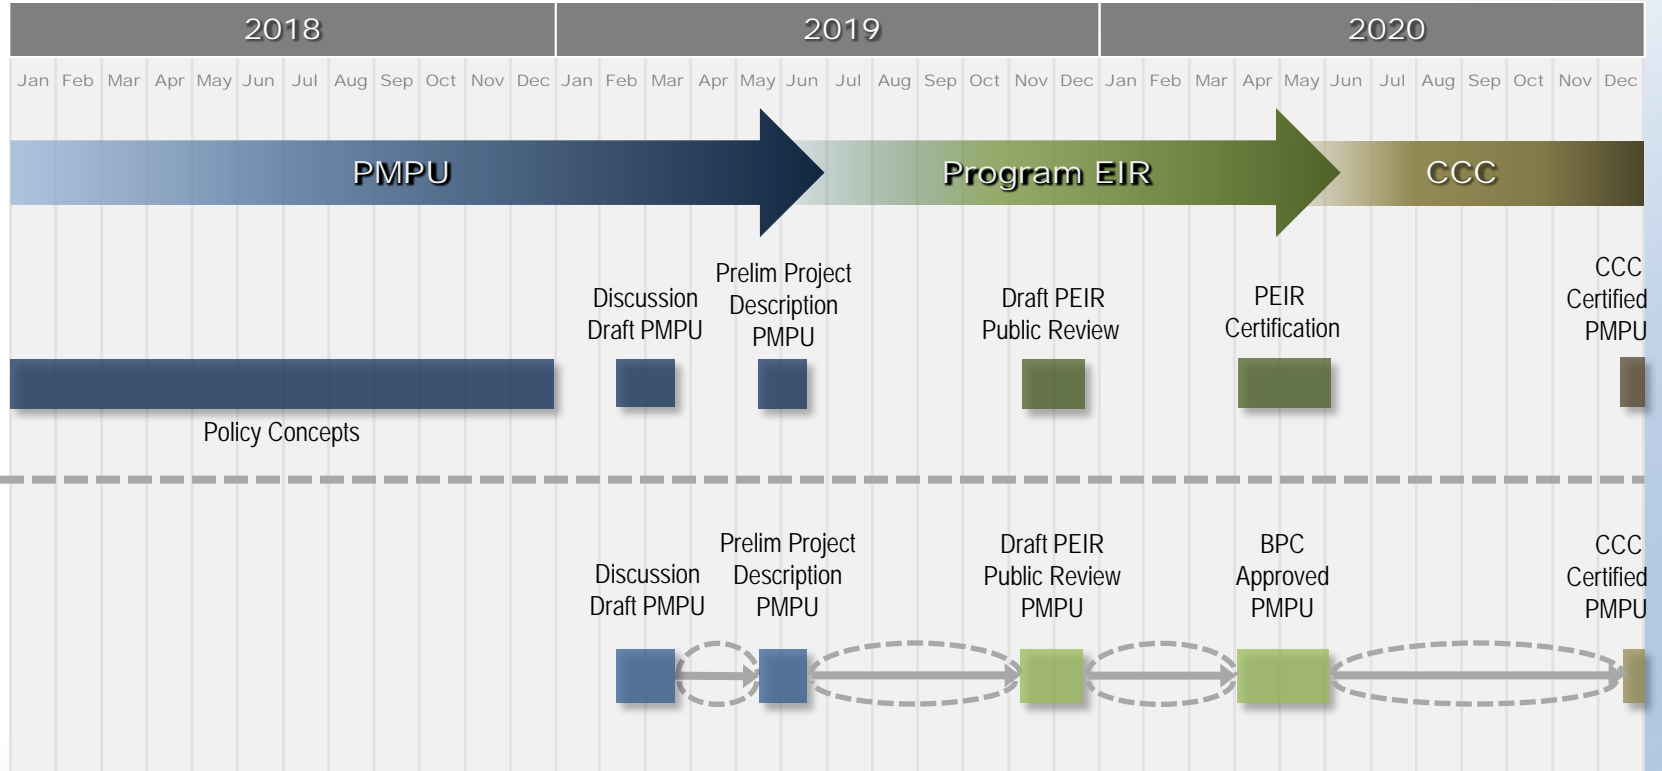 2018 2019 2020
Jan Feb Mar Apr May Jun Jul Aug Sep Oct Nov Dec Jan Feb Mar Apr May Jun Jul Aug Sep Oct Nov Dec Jan Feb Mar Apr May Jun Jul Aug Sep Oct Nov Dec
PMPU Program EIR CCC
Discussion
Draft PMPU
Prelim Project
Description
PMPU
Draft PEIR
Public Review
PEIR
Certification
CCC
Certified
PMPU
Policy Concepts
Discussion
Draft PMPU
Prelim Project
Description
PMPU
Draft PEIR
Public Review
PMPU
BPC
Approved
PMPU
CCC
Certified
PMPU